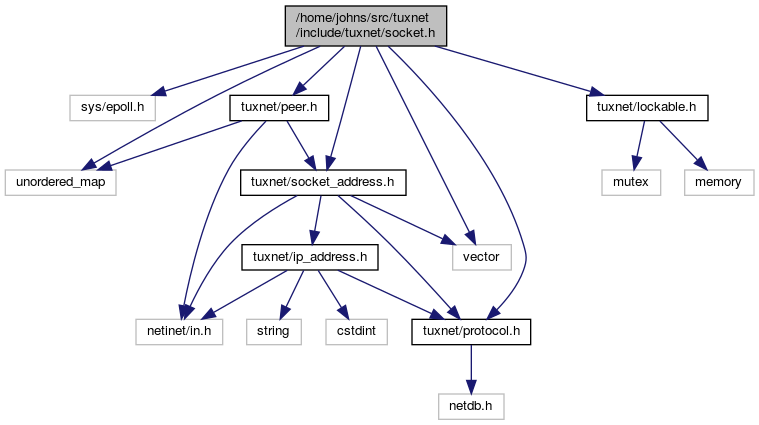 /home/johns/src/tuxnet
/include/tuxnet/socket.h
sys/epoll.h
tuxnet/peer.h
tuxnet/lockable.h
unordered_map
tuxnet/socket_address.h
mutex
memory
tuxnet/ip_address.h
vector
netinet/in.h
string
cstdint
tuxnet/protocol.h
netdb.h